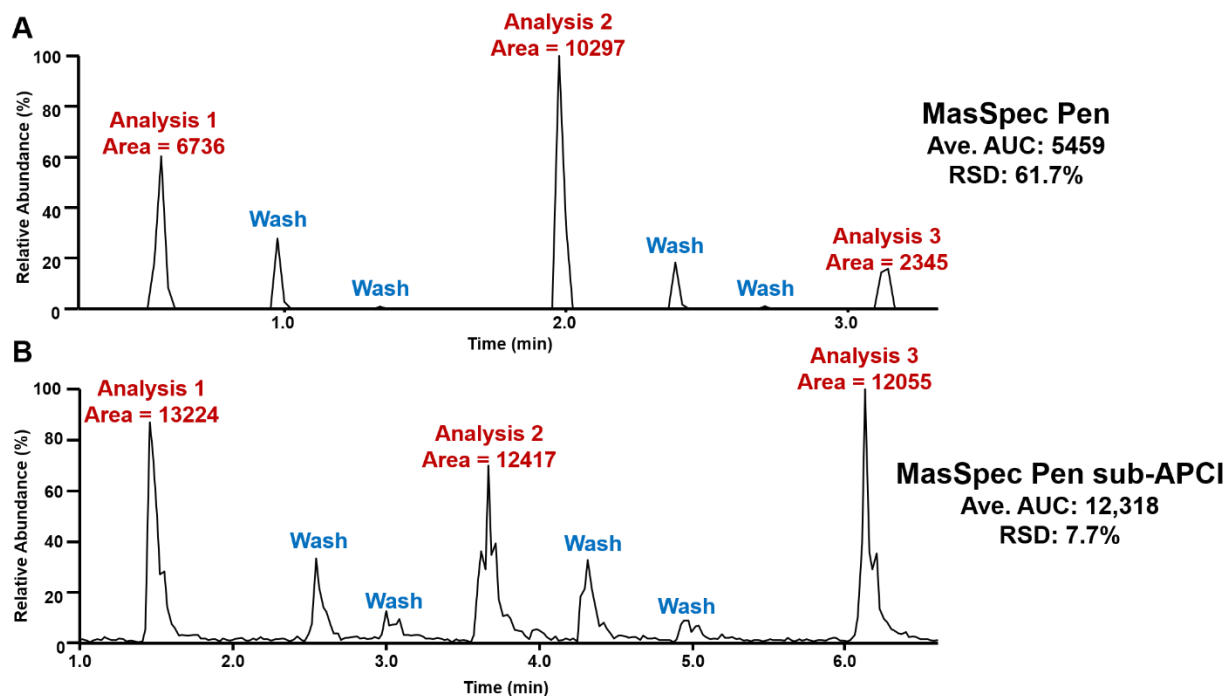 A
Analysis 2
Area = 10297
100
80
60
40
20
0
Relative Abundance (%)
Analysis 1
Area = 6736
Wash
Wash
Wash
Wash
Analysis 3
Area = 2345
1.0
2.0
3.0
Time (min)
MasSpec Pen
Ave. AUC: 5459
RSD: 61.7%
B
Analysis 3
Area = 12055
100
80
60
40
20
0
Relative Abundance (%)
Analysis 1
Area = 13224
Wash
Wash
Analysis 2
Area = 12417
Wash
Wash
1.0
2.0
3.0
4.0
5.0
6.0
Time (min)
MasSpec Pen sub-APCI
Ave. AUC: 12,318
RSD: 7.7%